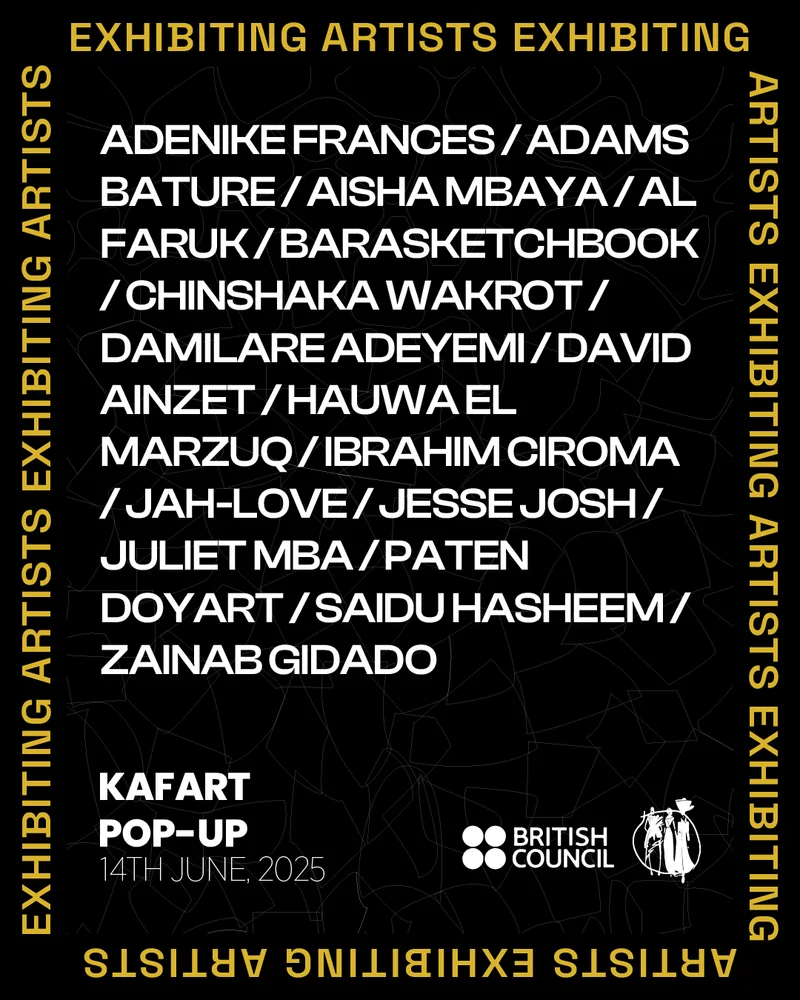 EXHIBITING ARTISTS EXHIBITING
ARTISTS EXHIBITING ARTISTS EXHIBITING
ARTISTS EXHIBITING ARTISTS
EXHIBITING ARTISTS EXHIBITING ARTISTS
ADENIKE FRANCES / ADAMS
BATURE / AISHA MBAYA / AL
FARUK / BARASKETCHBOOK
/ CHINSHAKA WAKROT /
DAMILARE ADEYEMI / DAVID
AINZET / HAUWA EL
MARZUQ / IBRAHIM CIROMA
/ JAH-LOVE / JESSE JOSH /
JULIET MBA / PATEN
DOYART / SAIDU HASHEEM /
ZAINAB GIDADO
KAFART
POP-UP
14TH JUNE, 2025
BRITISH
COUNCIL